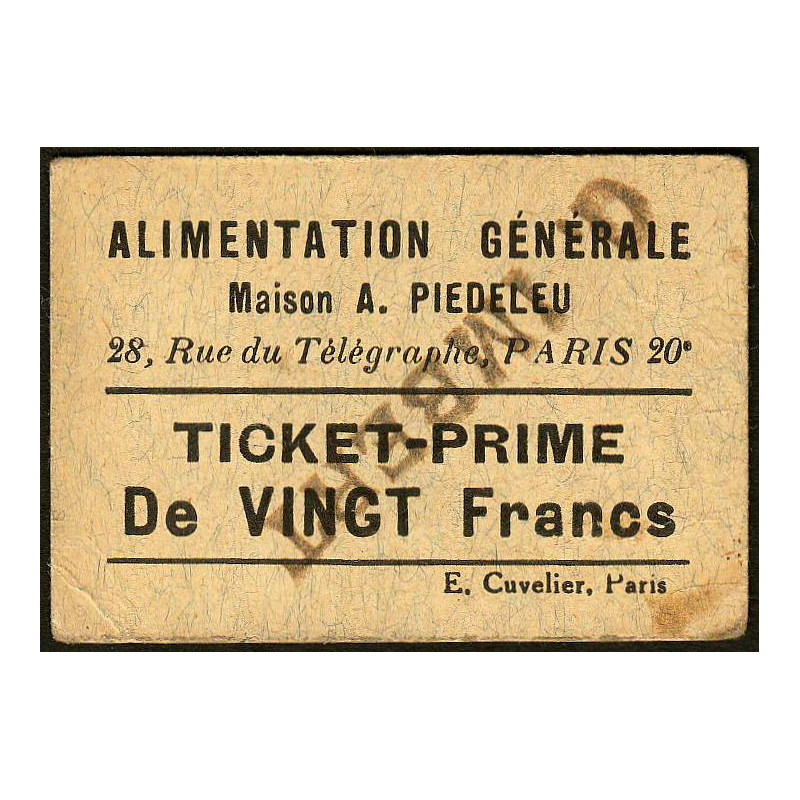 ALIMENTATION GÉNÉRALE
Maison A. PIEDELEU
28, Rue du Télégraphe, PARIS 20e
TICKET-PRIME
De VINGT Francs
E. Cuvelier, Paris